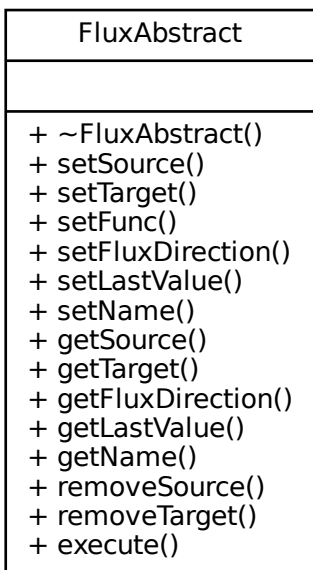 FluxAbstract
+ ~FluxAbstract()
+ setSource()
+ setTarget()
+ setFunc()
+ setFluxDirection()
+ setLastValue()
+ setName()
+ getSource()
+ getTarget()
+ getFluxDirection()
+ getLastValue()
+ getName()
+ removeSource()
+ removeTarget()
+ execute()